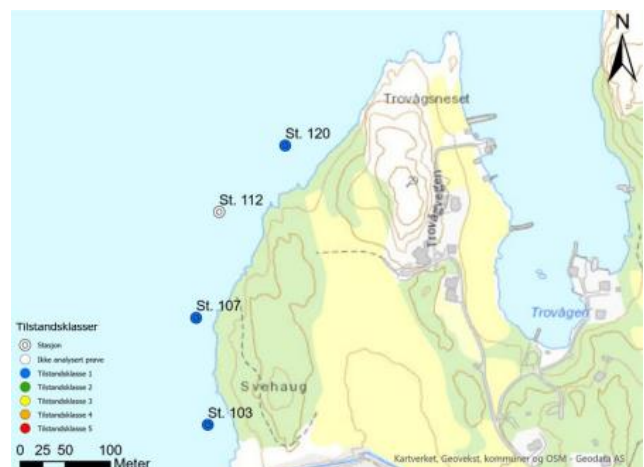 N
Trovågsneset
St. 120
29
Trovågvegen
St. 112
St. 107
Trovågen
Tilstandsklasser
Stasjon
Ikke analysert prøve
Tilstandsklasse 1
Tilstandsklasse 2
Tilstandsklasse 3
Tilstandsklasse 4
Tilstandsklasse 5
Svehaug
St. 103
0 25 50 100
Meter
Kartverket, Geovekst, kommuner og OSM - Geodata AS